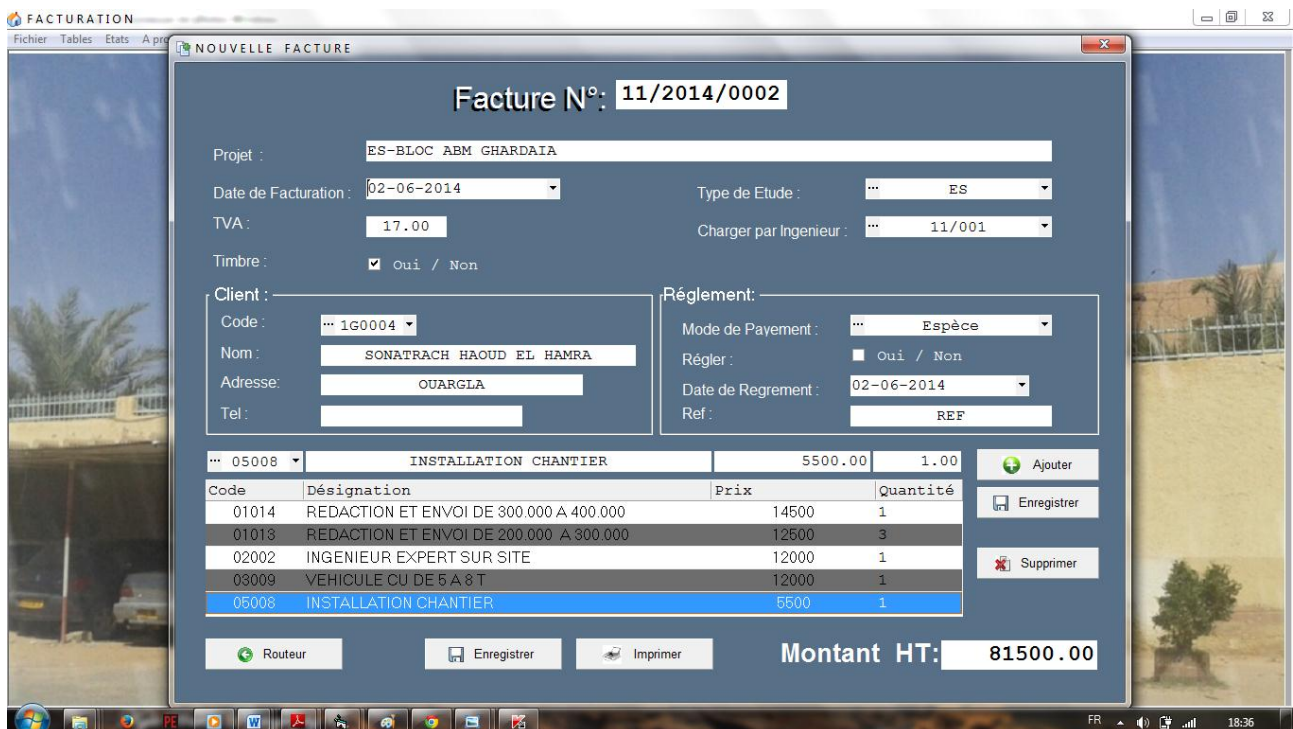 FACTURATION
Fichier Tables Etats A pro
NOUVELLE FACTURE
Facture N°: 11/2014/0002
Projet : ES-BLOC ABM GHARDAIA
Date de Facturation : 02-06-2014 Type de Etude : ... ES
TVA : 17.00 Charger par Ingenieur : ... 11/001
Timbre : Oui / Non
Client : Réglement:
Code : ... 1G0004 Mode de Payement : ... Espèce
Nom : SONATRACH HAOUD EL HAMRA Régler : Oui / Non
Adresse: OUARGLA Date de Regrement : 02-06-2014
Tel : Ref : REF
... 05008 INSTALLATION CHANTIER 5500.00 1.00 Ajouter
Code Désignation Prix Quantité Enregistrer
01014 REDACTION ET ENVOI DE 300.000 A 400.000 14500 1
01013 REDACTION ET ENVOI DE 200.000 A 300.000 12500 3
02002 INGENIEUR EXPERT SUR SITE 12000 1 Supprimer
03009 VEHICULE CU DE 5 A 8 T 12000 1
05008 INSTALLATION CHANTIER 5500 1
Routeur Enregistrer Imprimer Montant HT: 81500.00
PE W FR 18:36